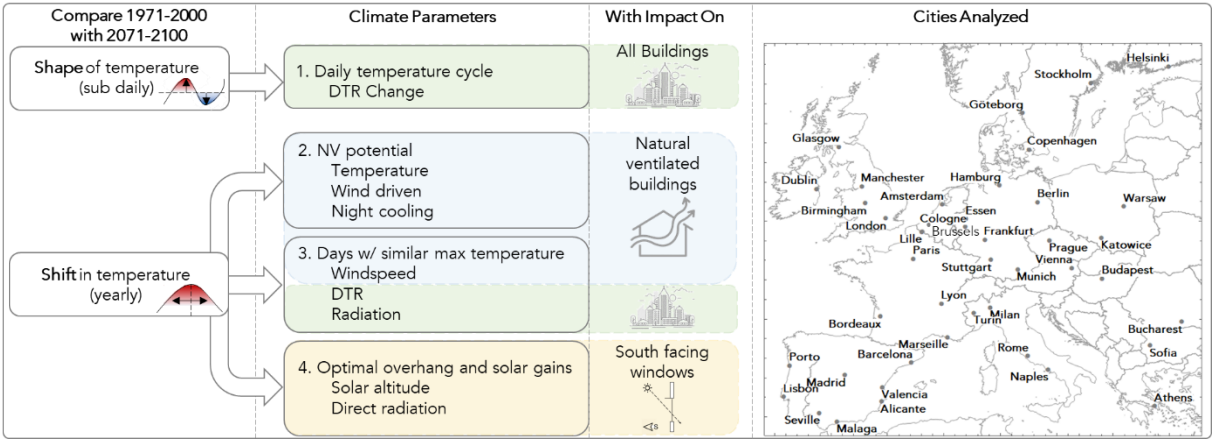 Compare 1971-2000
with 2071-2100
Climate Parameters
With Impact On
Cities Analyzed
Shape of temperature
(sub daily)
1. Daily temperature cycle
DTR Change
All Buildings
2. NV potential
Temperature
Wind driven
Night cooling
Natural
ventilated
buildings
Shift in temperature
(yearly)
3. Days w/ similar max temperature
Windspeed
DTR
Radiation
4. Optimal overhang and solar gains
Solar altitude
Direct radiation
South facing
windows
s
Helsinki
Stockholm
Göteborg
Glasgow
Copenhagen
Dublin
Manchester
Hamburg
Amsterdam
Berlin
Warsaw
Birmingham
Essen
Cologne
London
Brussels
Frankfurt
Lille
Katowice
Paris
Prague
Vienna
Stuttgart
Munich
Budapest
Lyon
Milan
Turin
Bordeaux
Bucharest
Marseille
Rome
Sofia
Porto
Barcelona
Naples
Madrid
Lisbon
Valencia
Athens
Alicante
Seville
Malaga